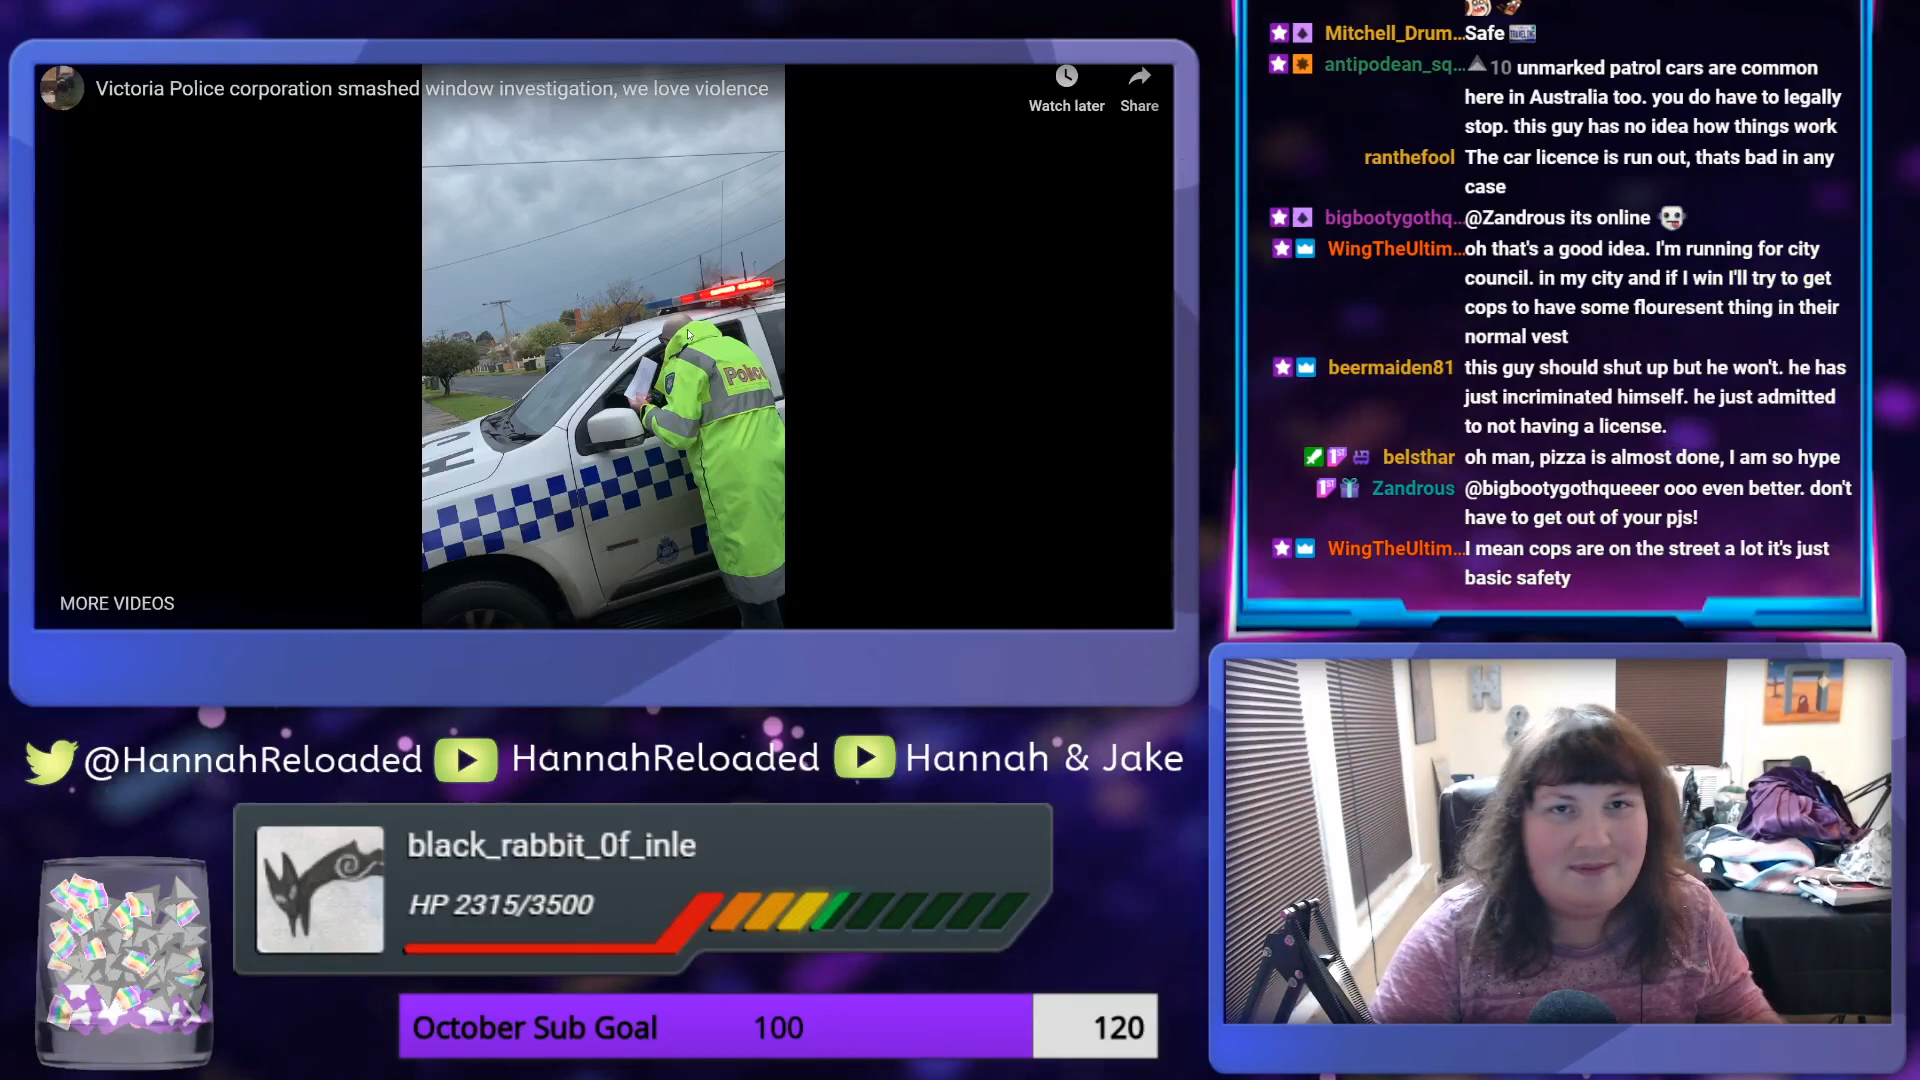 Victoria Police corporation smashed window investigation, we love violence
Watch later
Share
Police
MORE VIDEOS
Mitchell_Drum... Safe
antipodean_sq... 10 unmarked patrol cars are common
here in Australia too. you do have to legally
stop. this guy has no idea how things work
ranthefool The car licence is run out, thats bad in any
case
bigbootygothq... @Zandrous its online
WingTheUltim... oh that's a good idea. I'm running for city
council. in my city and if I win I'll try to get
cops to have some flouresent thing in their
normal vest
beermaiden81 this guy should shut up but he won't. he has
just incriminated himself. he just admitted
to not having a license.
belsthar oh man, pizza is almost done, I am so hype
Zandrous @bigbootygothqueeer ooo even better. don't
have to get out of your pjs!
WingTheUltim... I mean cops are on the street a lot it's just
basic safety
@HannahReloaded HannahReloaded Hannah & Jake
black_rabbit_0f_inle
HP 2315/3500
October Sub Goal 100 120
H
&